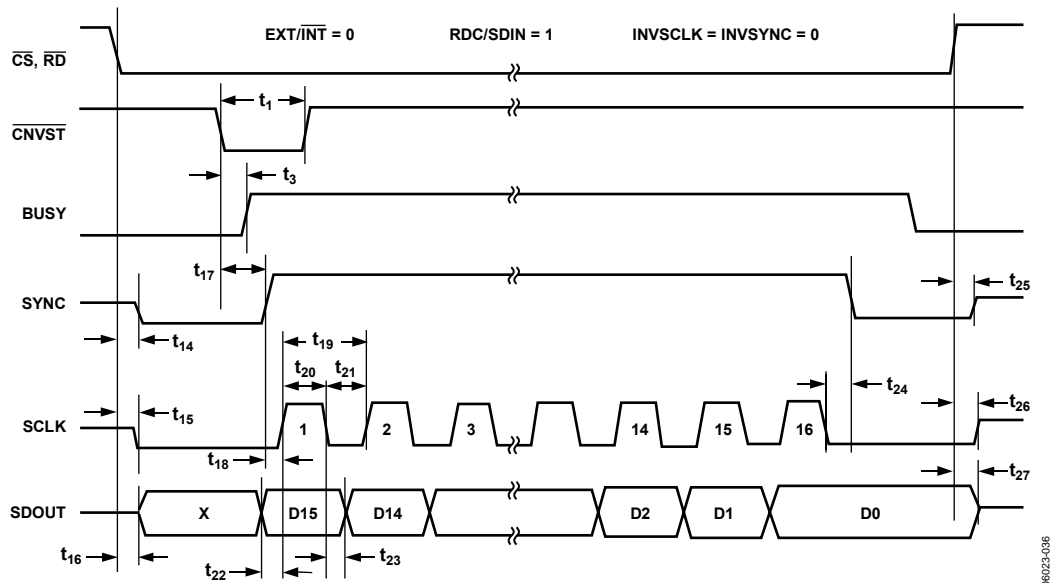 EXT/INT = 0 RDC/SDIN = 1 INVSCLK = INVSYNC = 0
CS, RD
t1
CNVST
t3
BUSY
t17
SYNC
t25
t14
t19
t20 t21
t24
t15
t26
SCLK
1 2 3 14 15 16
t18
t27
SDOUT
X D15 D14 D2 D1 D0
t16
t22
t23
06023-036